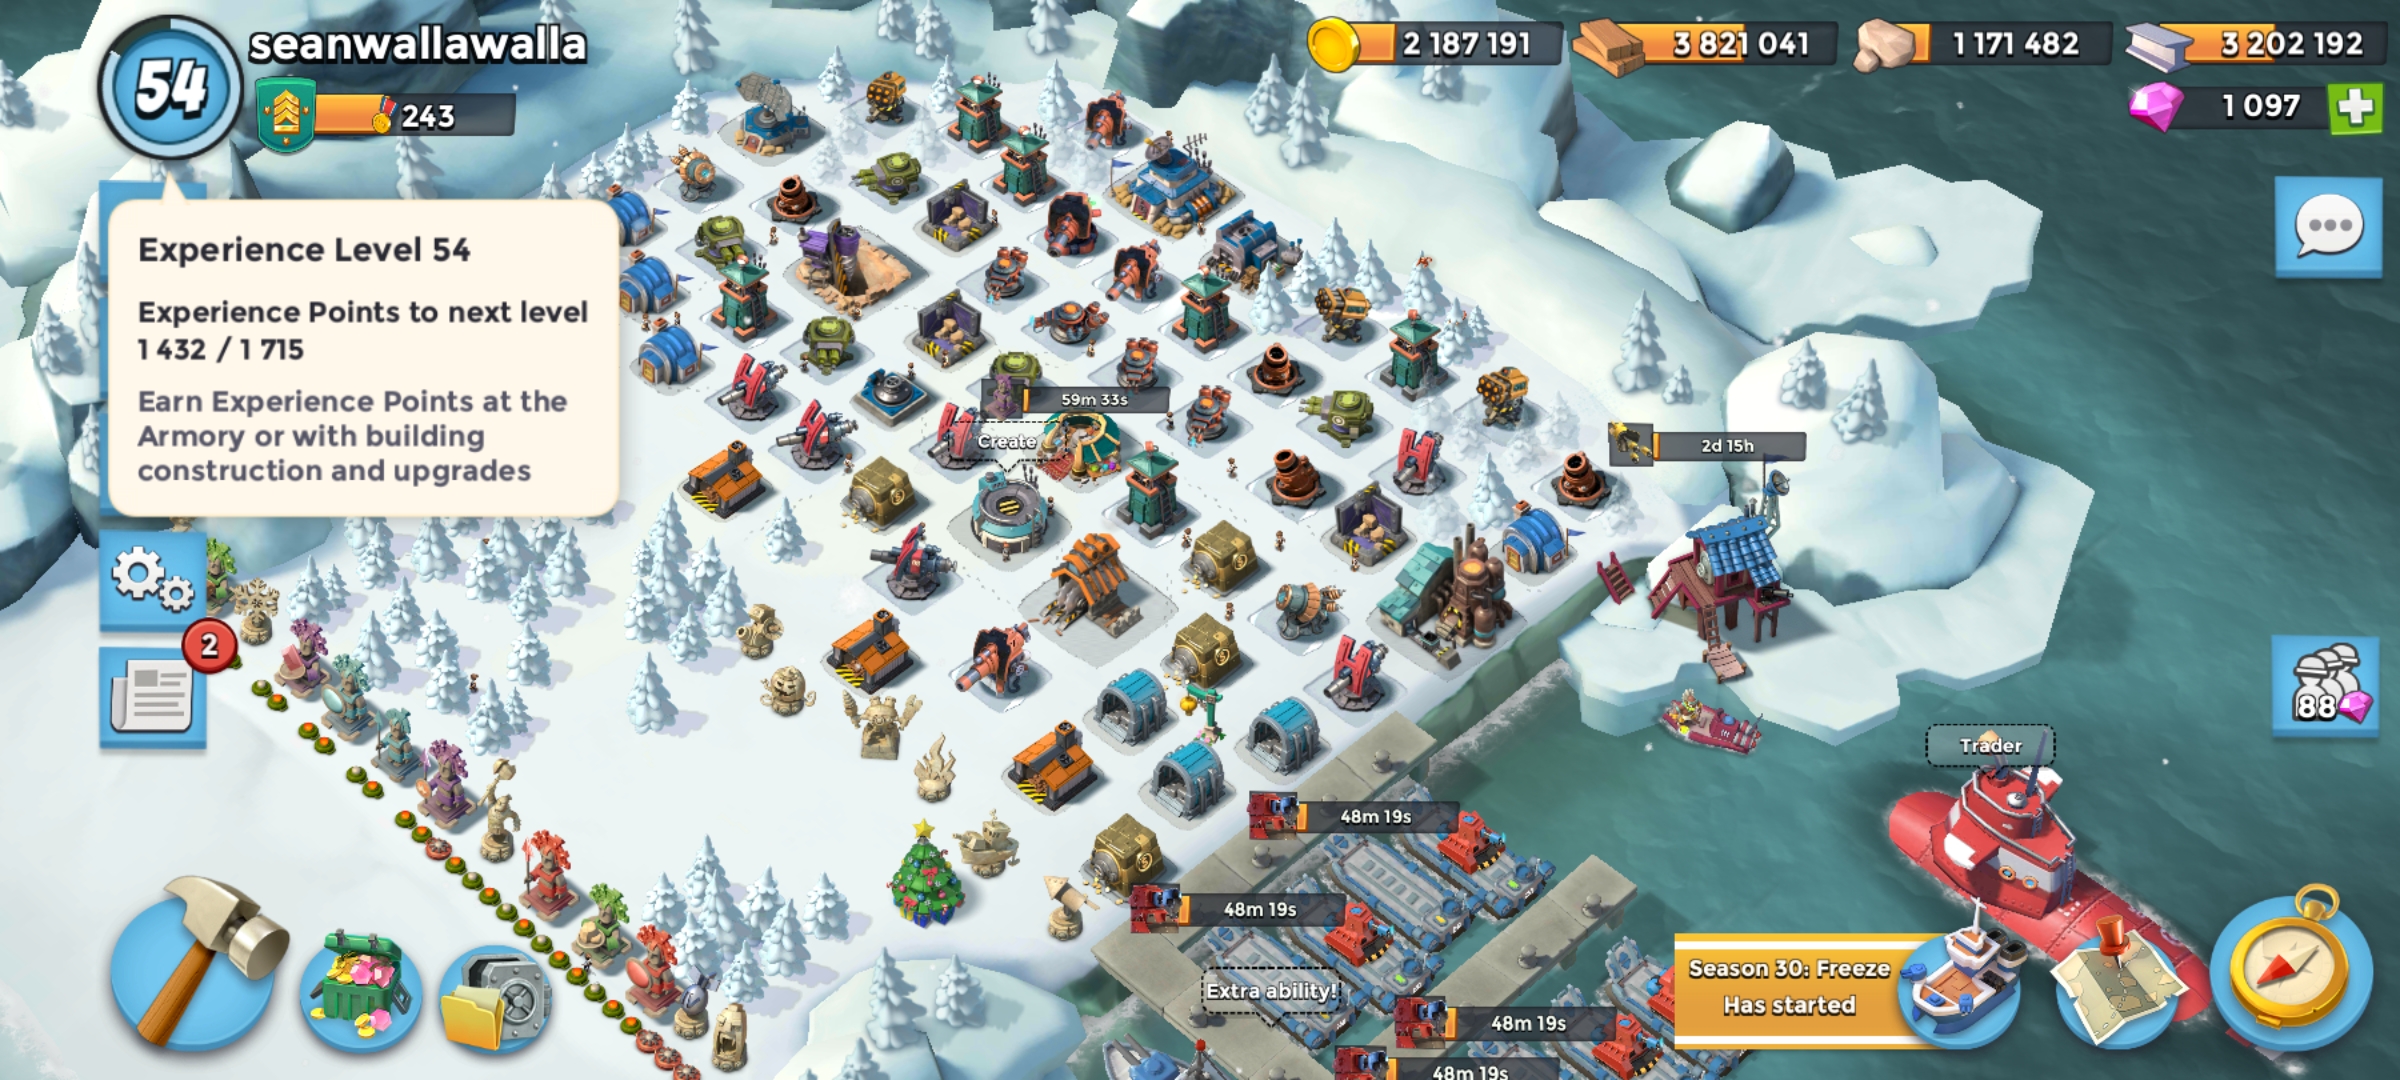 54
seanwallawalla
243
2 187 191
3 821 041
1 171 482
3 202 192
1 097
Experience Level 54
Experience Points to next level
1 432 / 1 715
Earn Experience Points at the
Armory or with building
construction and upgrades
59m 33s
Create
2d 15h
2
88
Trader
48m 19s
48m 19s
Extra ability!
48m 19s
48m 19s
Season 30: Freeze
Has started